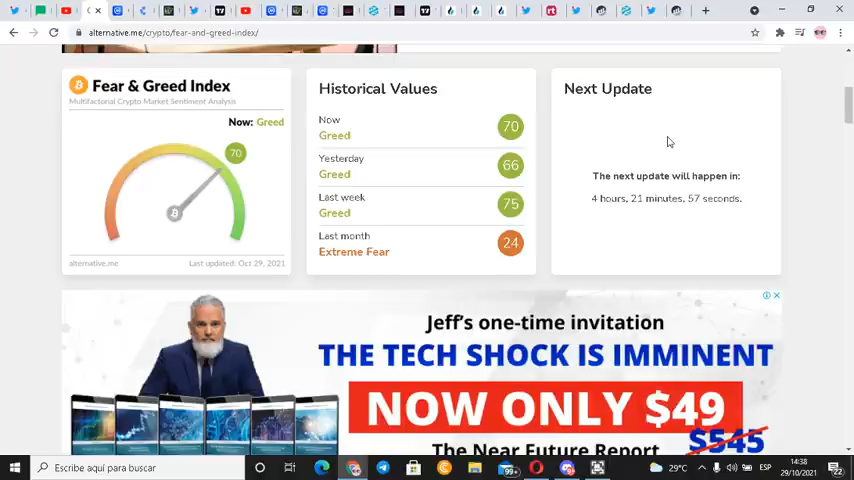 alternative.me/crypto/fear-and-greed-index/
Fear & Greed Index
Multifactorial Crypto Market Sentiment Analysis
Now: Greed
70
alternative.me
Last updated: Oct 29, 2021
Historical Values
Now
Greed
70
Yesterday
Greed
66
Last week
Greed
75
Last month
Extreme Fear
24
Next Update
The next update will happen in:
4 hours, 21 minutes, 57 seconds.
Jeff's one-time invitation
THE TECH SHOCK IS IMMINENT
NOW ONLY $49
$545
The Near Future Report
Escribe aquí para buscar
99+
29°C
ESP
14:38
29/10/2021
22